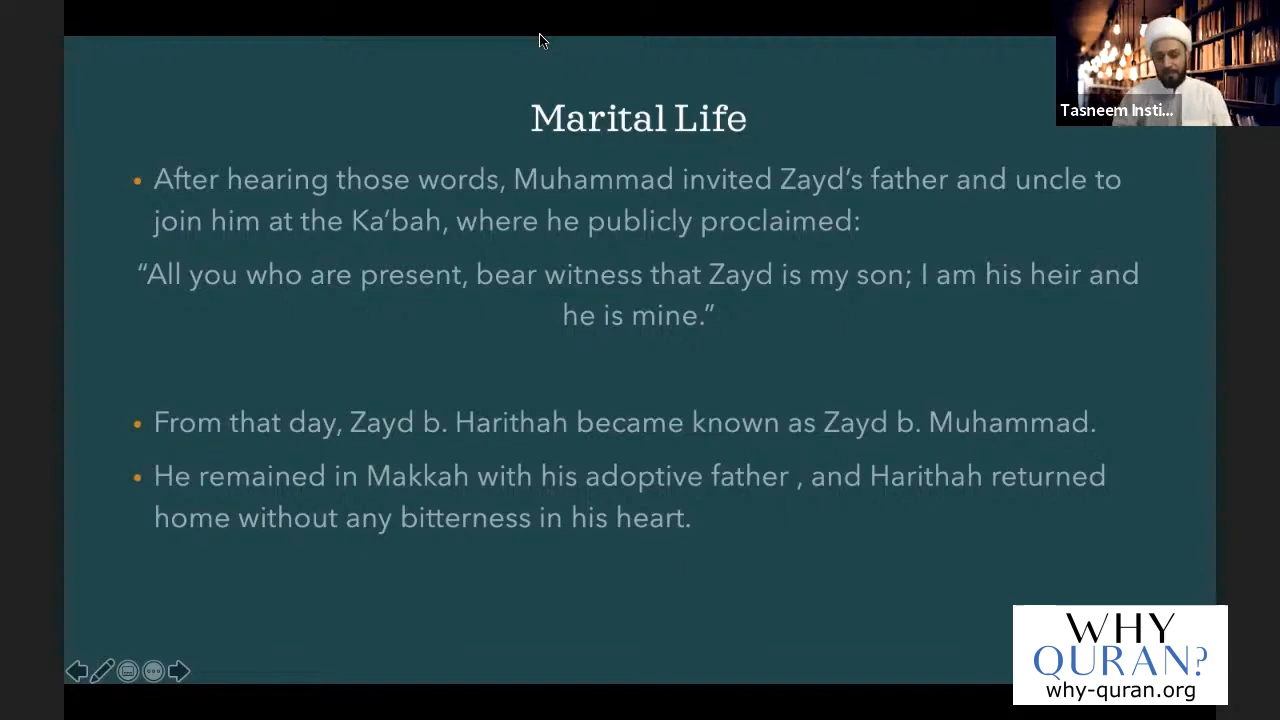 Tasneem Insti...
Marital Life
• After hearing those words, Muhammad invited Zayd's father and uncle to
join him at the Ka'bah, where he publicly proclaimed:
“All you who are present, bear witness that Zayd is my son; I am his heir and
he is mine.”
• From that day, Zayd b. Harithah became known as Zayd b. Muhammad.
• He remained in Makkah with his adoptive father , and Harithah returned
home without any bitterness in his heart.
WHY
QURAN?
why-quran.org